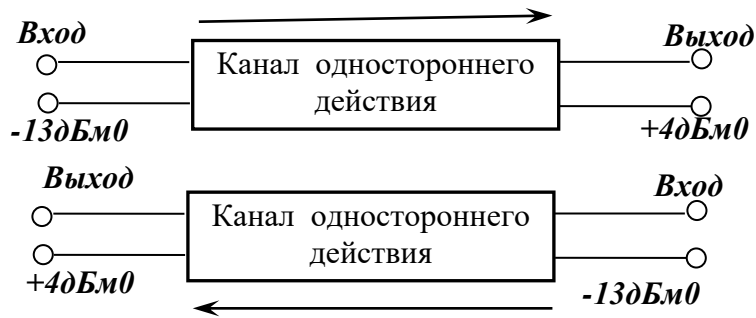 Вход
Выход
Канал одностороннего
действия
-13дБм0
+4дБм0
Выход
Вход
Канал одностороннего
действия
+4дБм0
-13дБм0